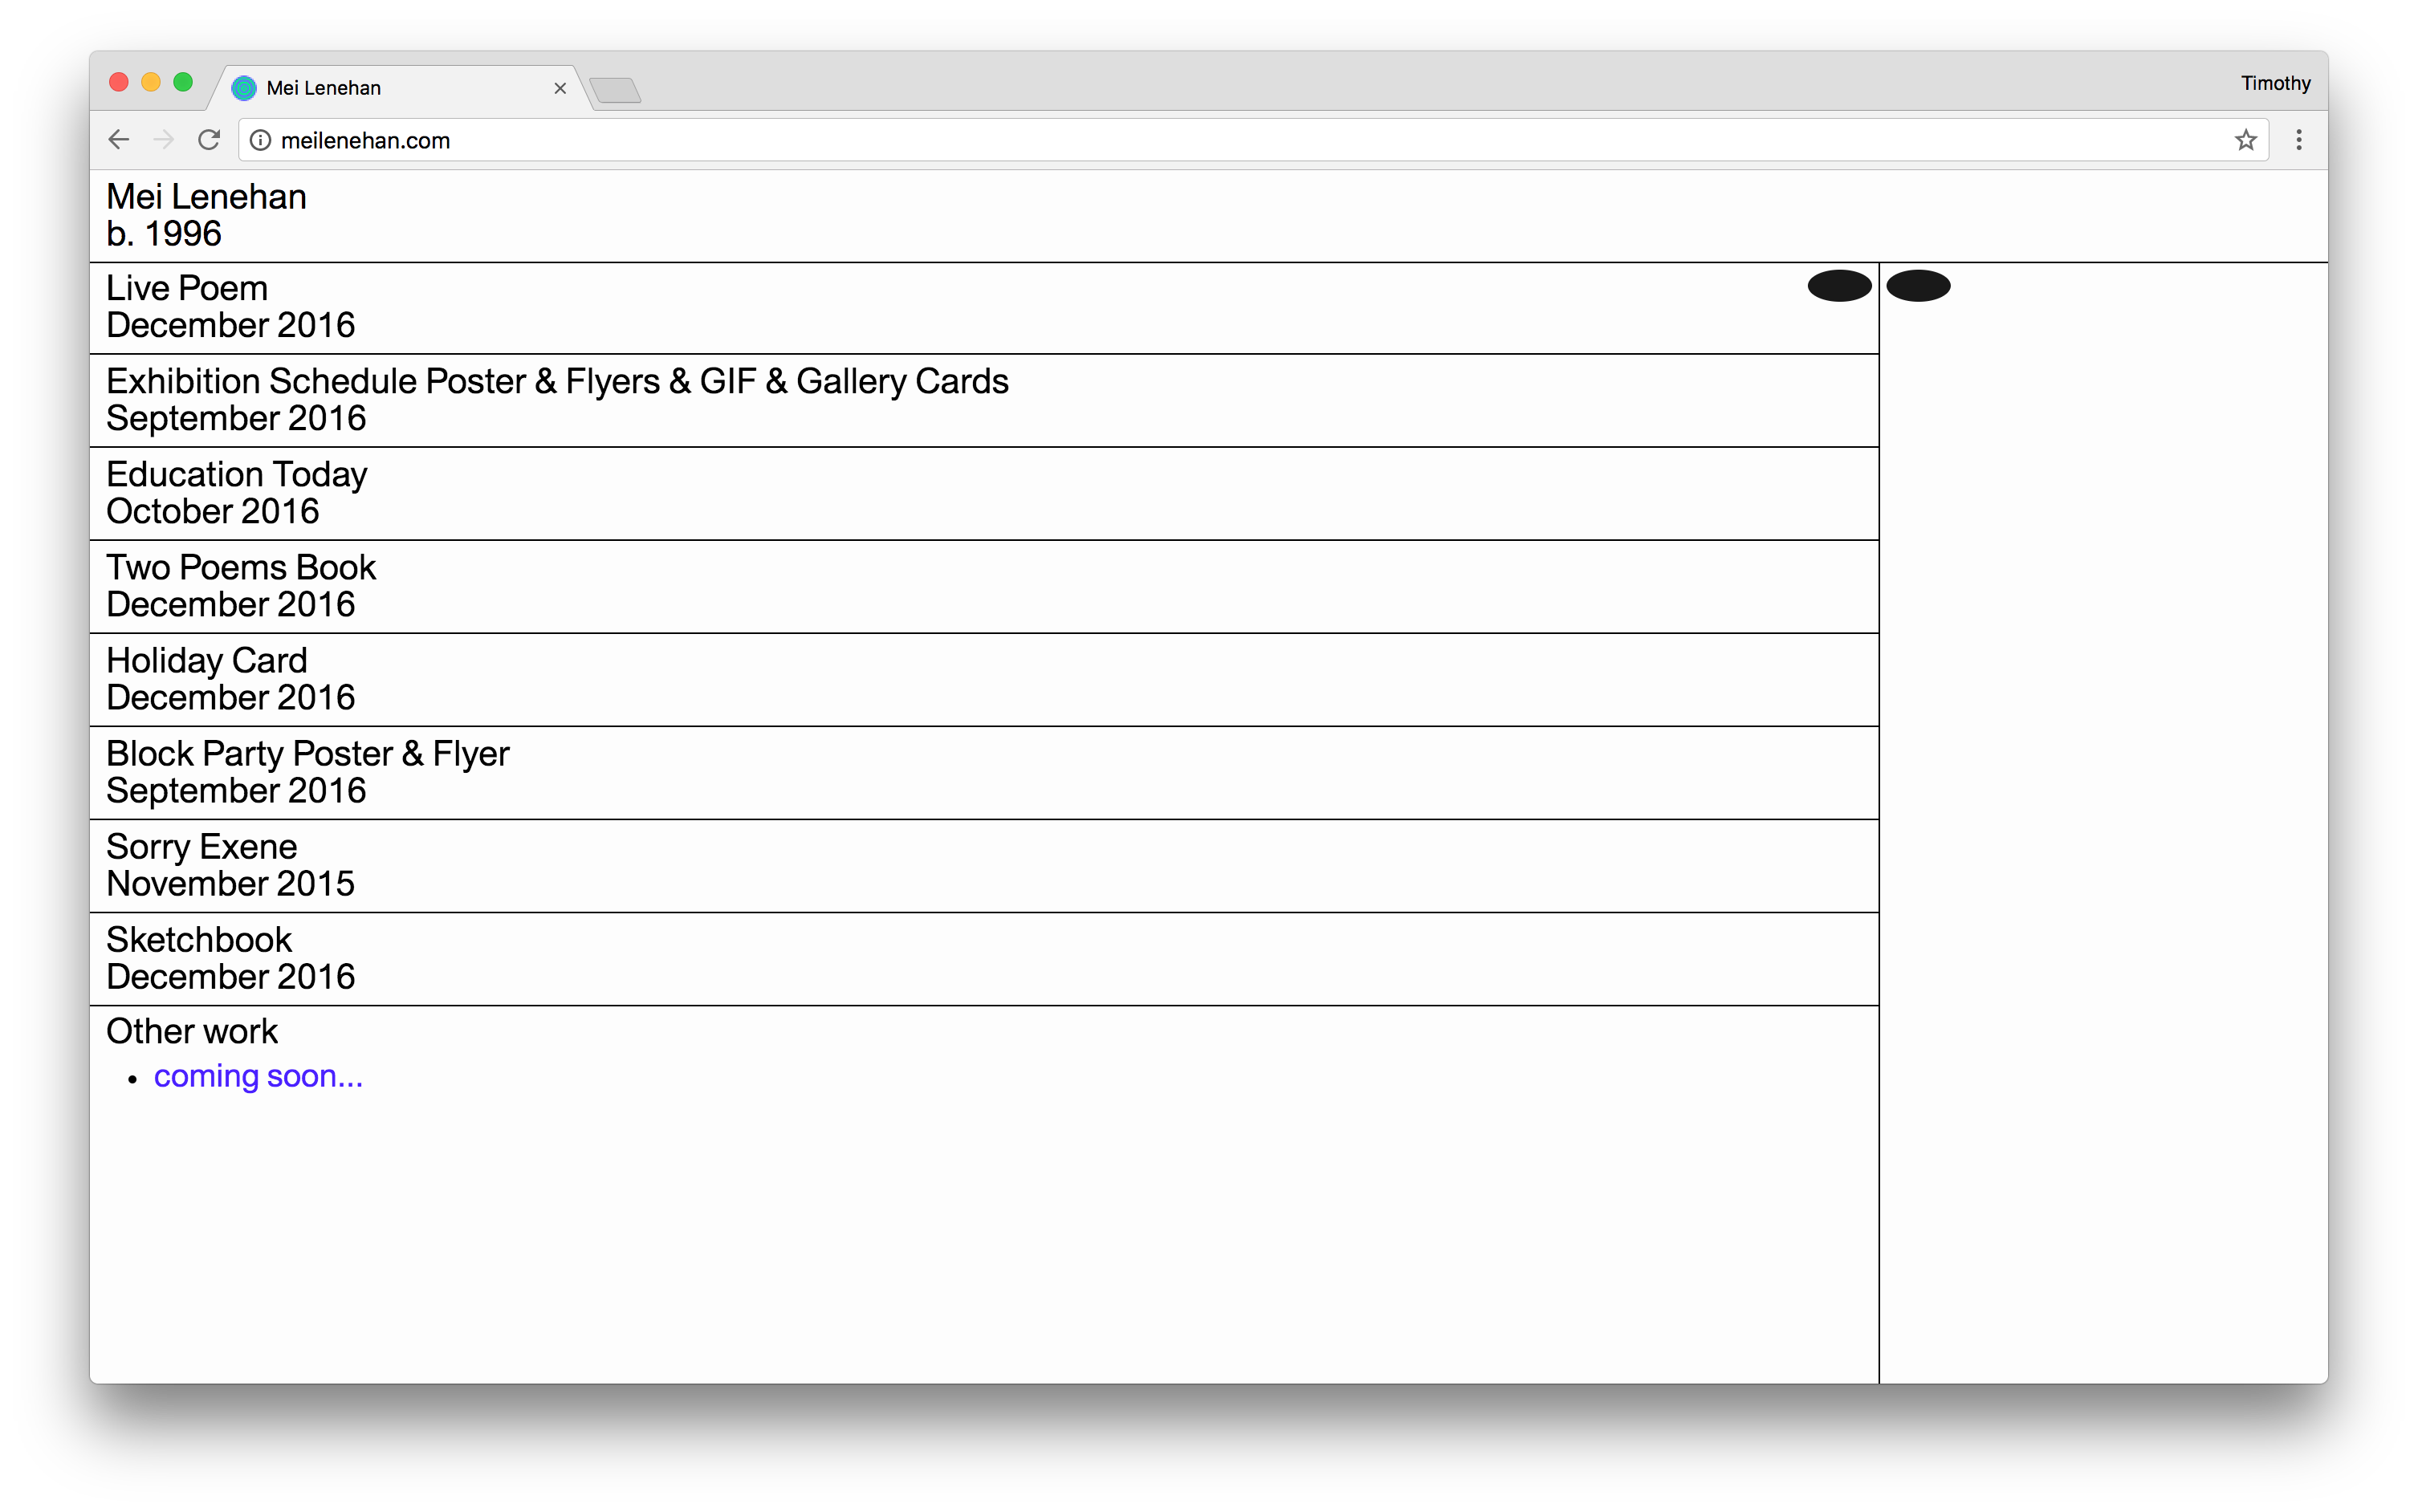 Mei Lenehan
Timothy
meilenehan.com
Mei Lenehan
b. 1996
Live Poem
December 2016
Exhibition Schedule Poster & Flyers & GIF & Gallery Cards
September 2016
Education Today
October 2016
Two Poems Book
December 2016
Holiday Card
December 2016
Block Party Poster & Flyer
September 2016
Sorry Exene
November 2015
Sketchbook
December 2016
Other work
• coming soon...